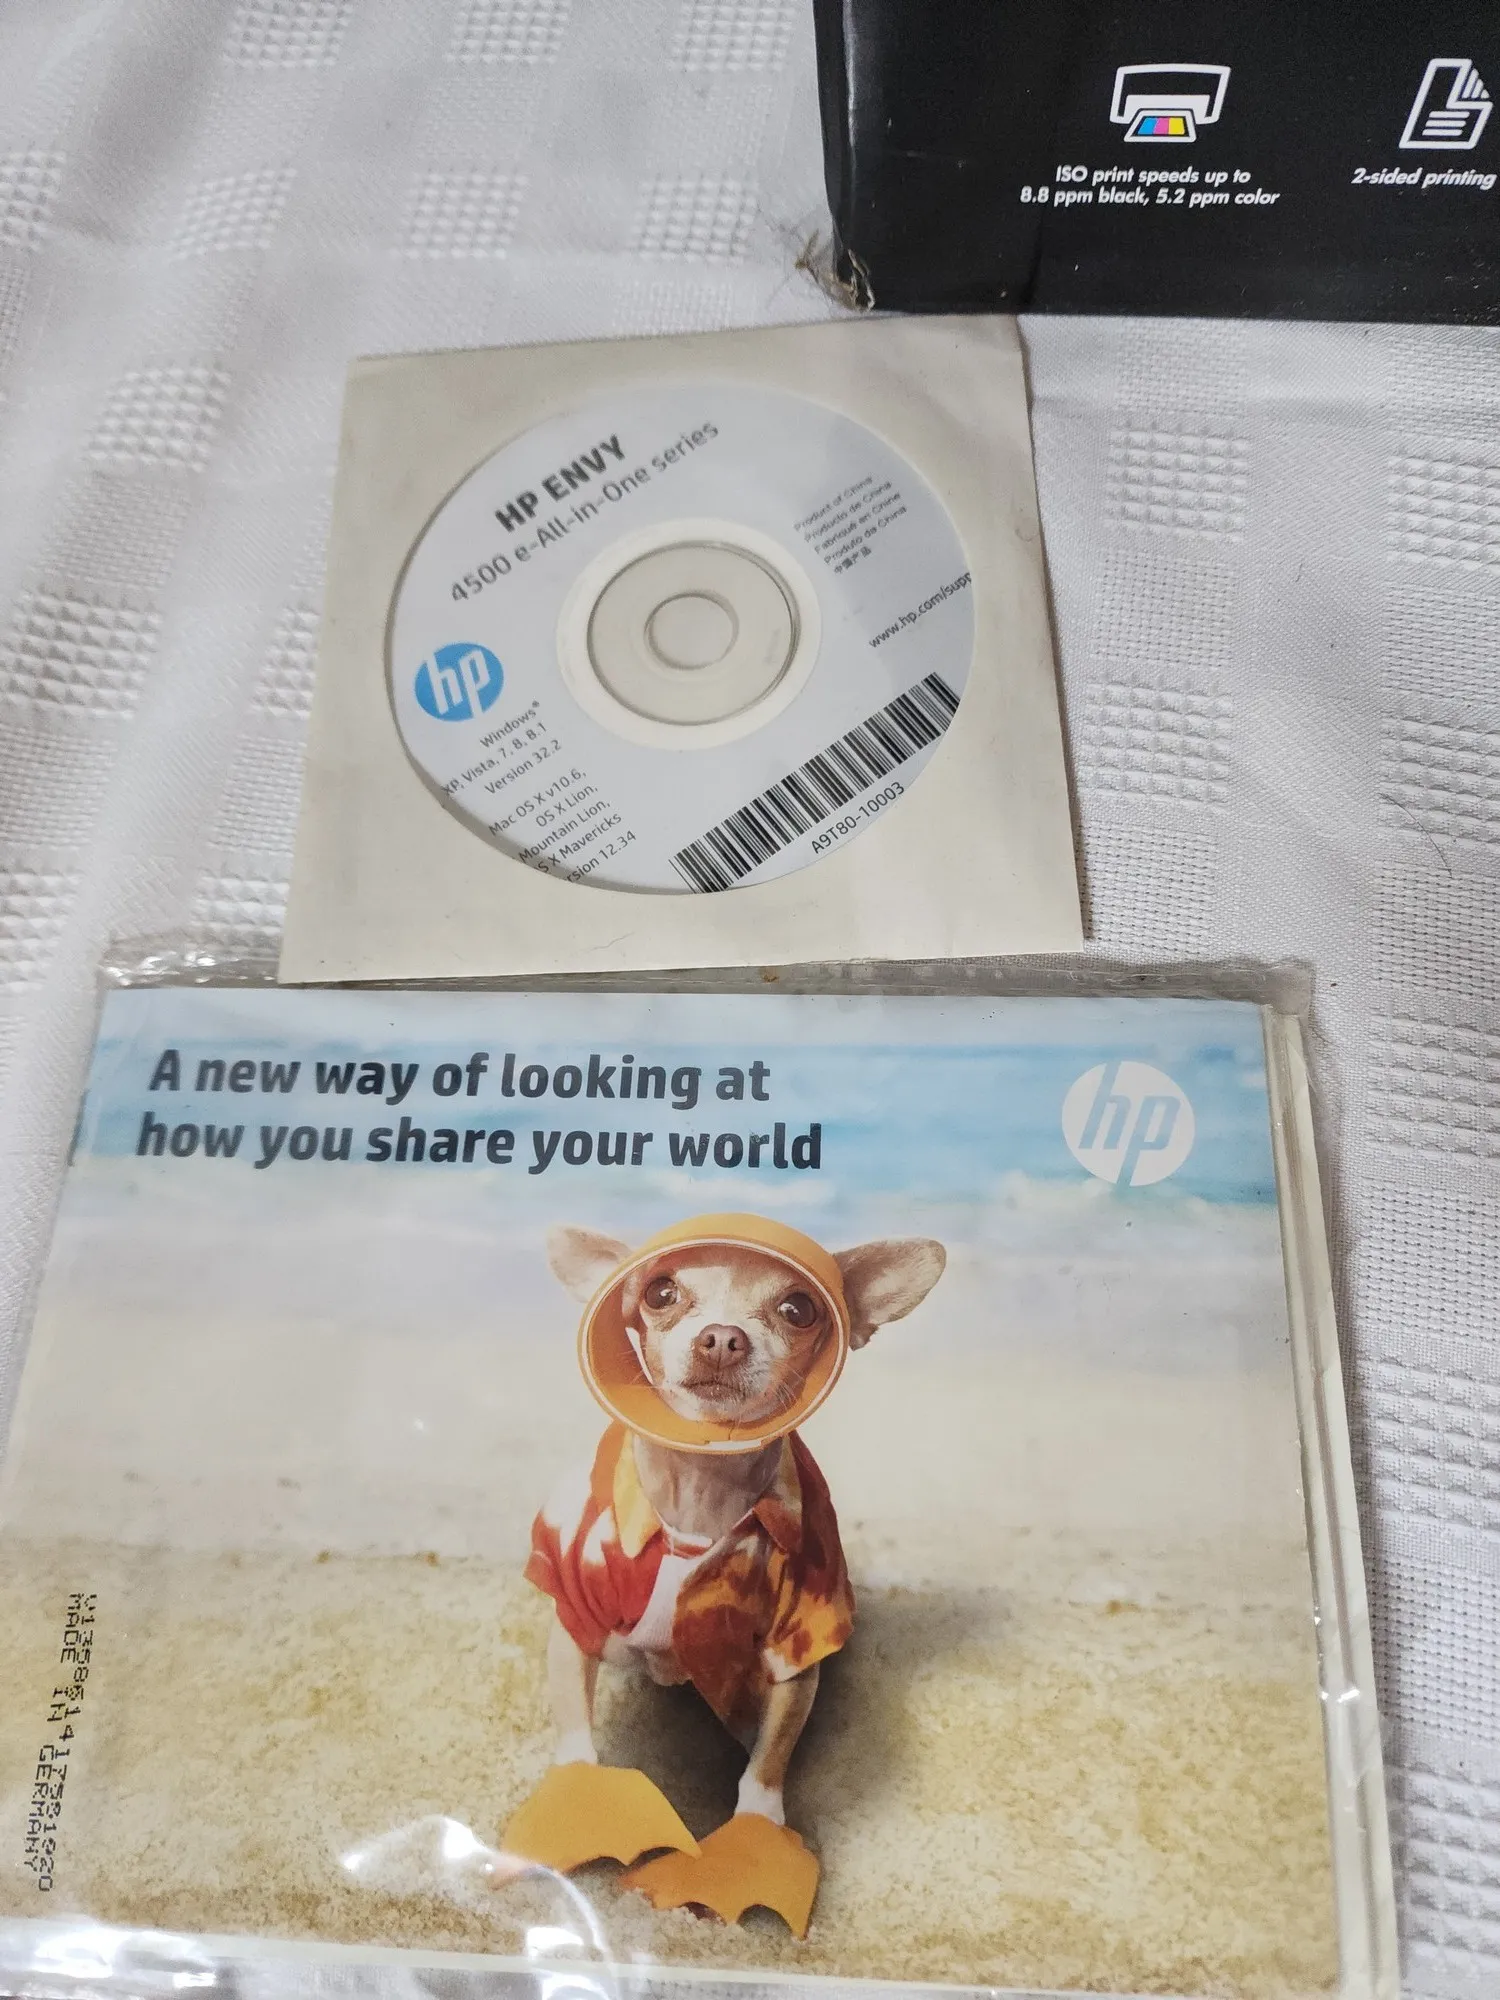 ISO print speeds up to
8.8 ppm black, 5.2 ppm color
2-sided printing
HP ENVY
4500 e-All-in-One series
Product of China
Producto de China
Fabriqué en Chine
Produto da China
中國产品
www.hp.com/supp
hp
Windows®
XP, Vista, 7, 8, 8.1
Version 32.2
Mac OS X v10.6,
OS X Lion,
Mountain Lion,
S X Mavericks
rsion 12.34
A9T80-10003
A new way of looking at
how you share your world
hp
MADE IN GERMANY